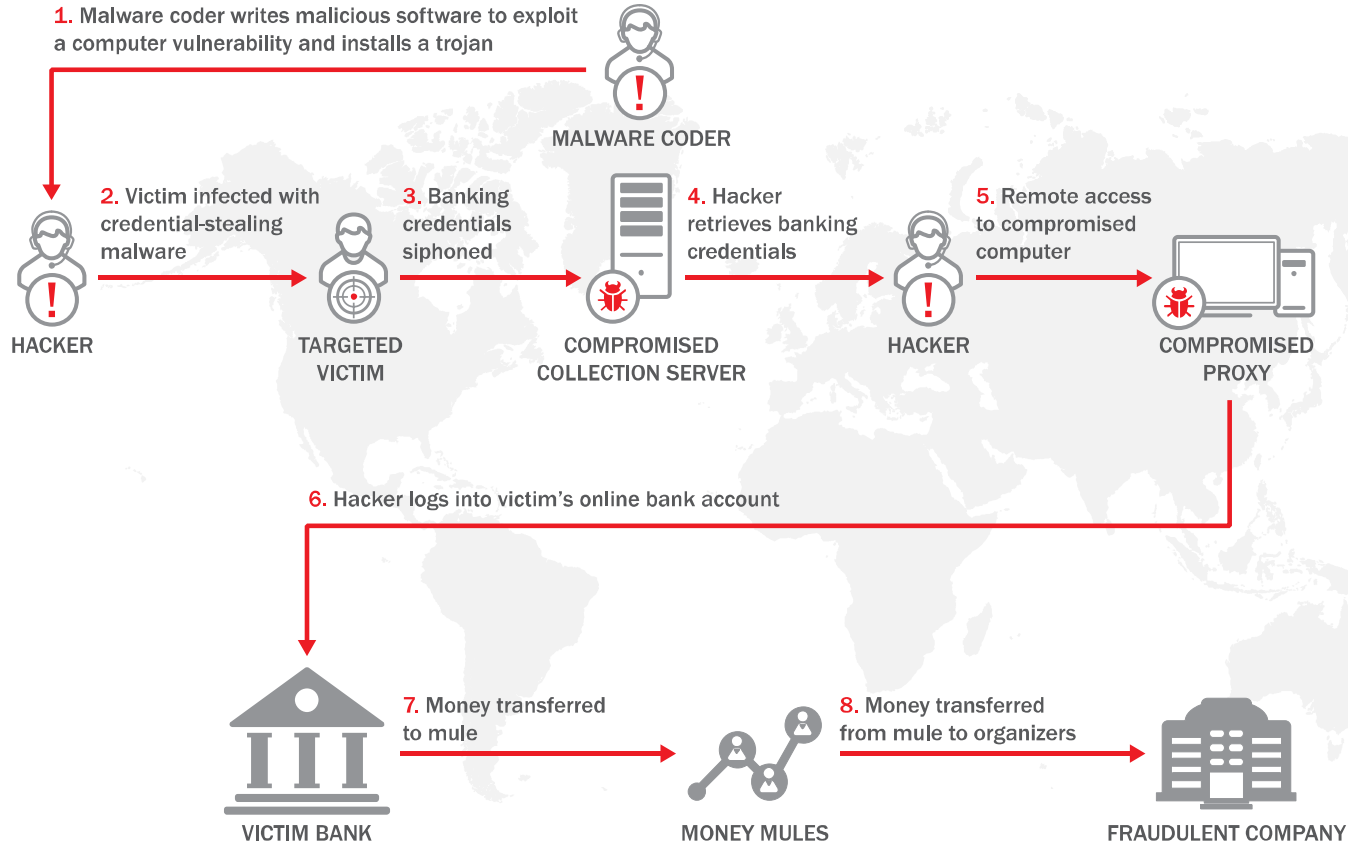 1. Malware coder writes malicious software to exploit
a computer vulnerability and installs a trojan
!
MALWARE CODER
2. Victim infected with
credential-stealing
malware
3. Banking
credentials
siphoned
4. Hacker
retrieves banking
credentials
5. Remote access
to compromised
computer
!
HACKER
TARGETED
VICTIM
COMPROMISED
COLLECTION SERVER
!
HACKER
COMPROMISED
PROXY
6. Hacker logs into victim’s online bank account
7. Money transferred
to mule
8. Money transferred
from mule to organizers
VICTIM BANK
MONEY MULES
FRAUDULENT COMPANY